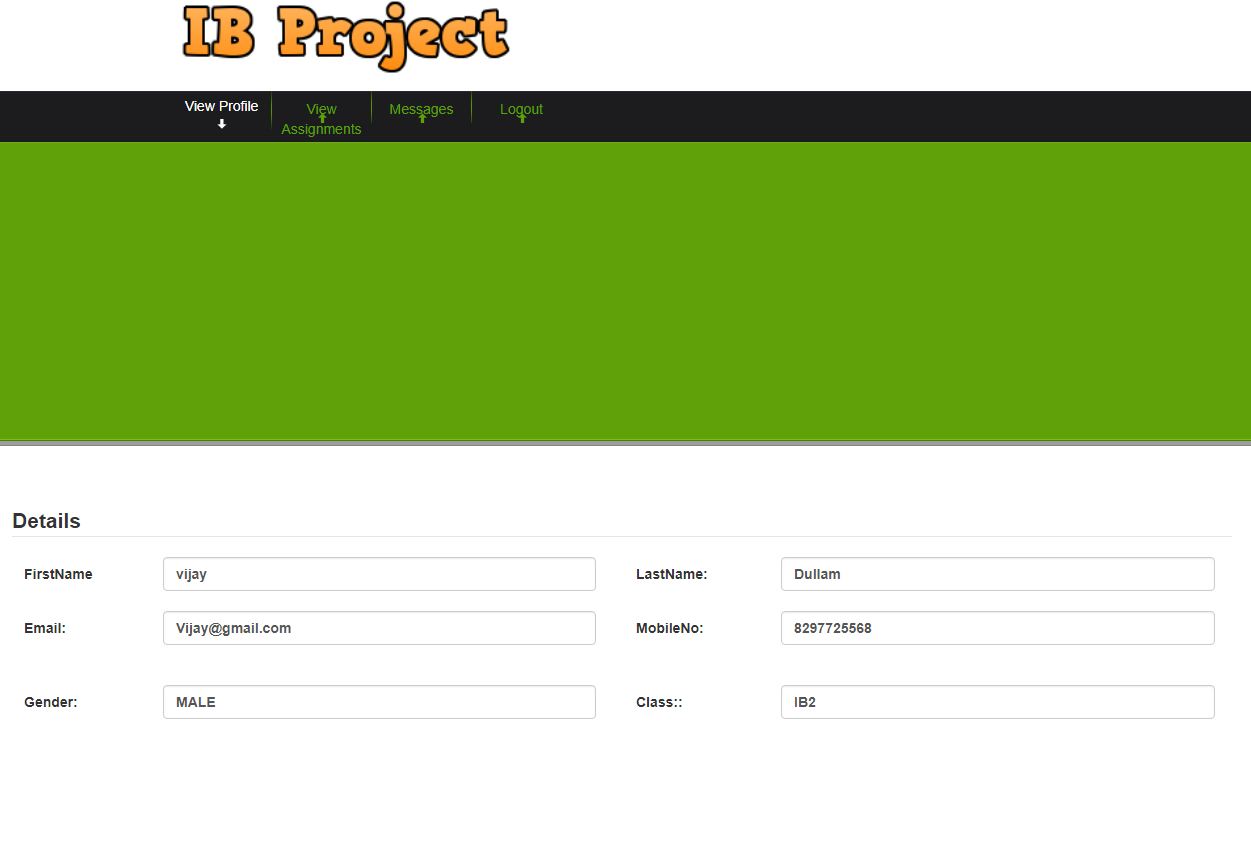 IB Project
View Profile
View Assignments
Messages
Logout
Details
FirstName vijay LastName: Dullam
Email: Vijay@gmail.com MobileNo: 8297725568
Gender: MALE Class:: IB2